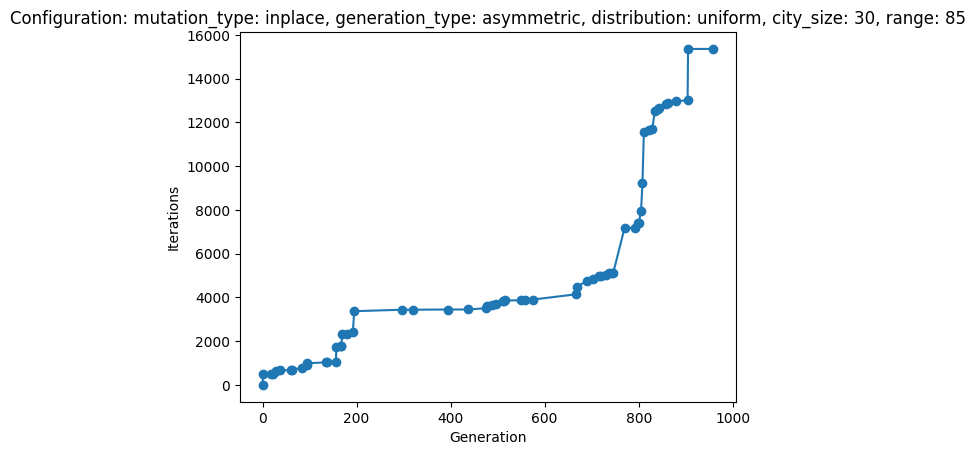 Configuration: mutation_type: inplace, generation_type: asymmetric, distribution: uniform, city_size: 30, range: 85
16000
14000
12000
10000
8000
6000
4000
2000
0
Iterations
0 200 400 600 800 1000
Generation